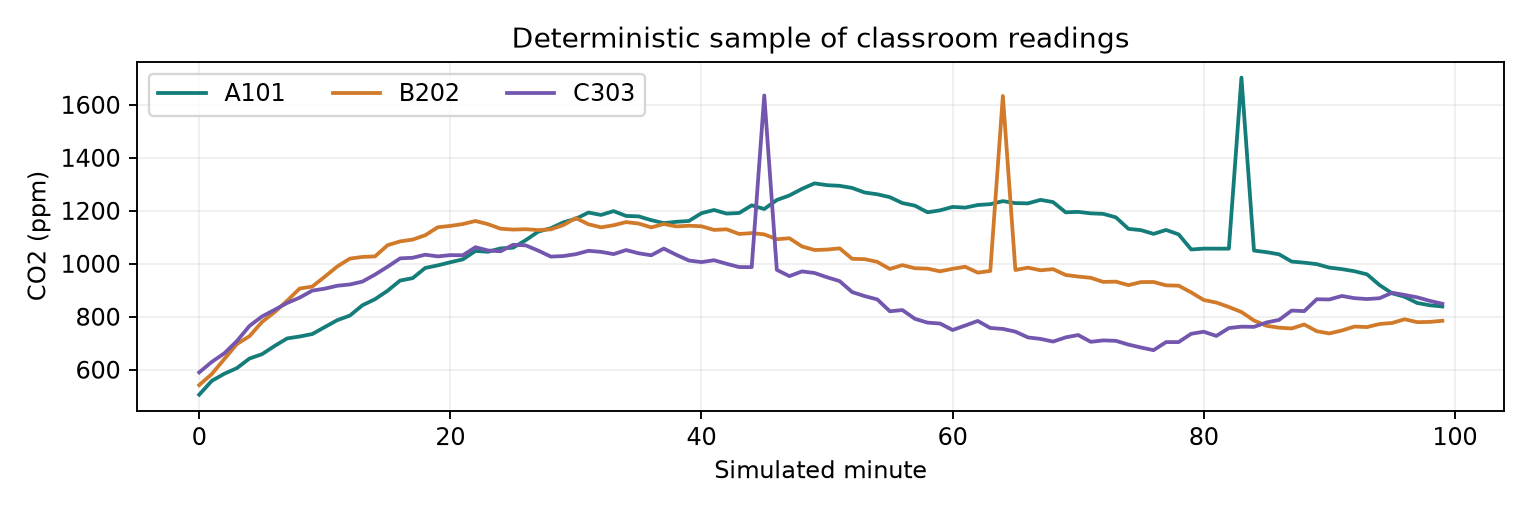 Deterministic sample of classroom readings
A101 B202 C303
CO2 (ppm)
1600
1400
1200
1000
800
600
0 20 40 60 80 100
Simulated minute